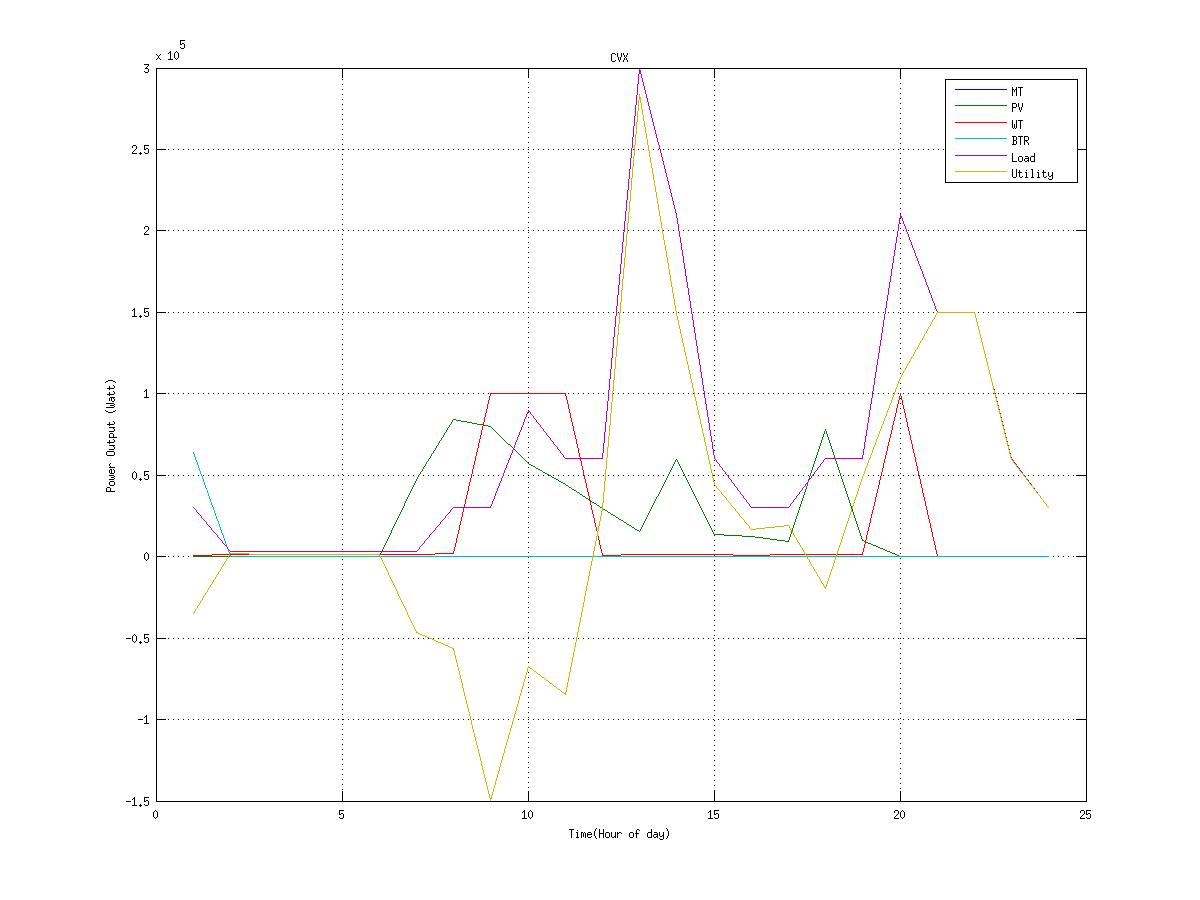 x 10^5
CVX
3
2.5
2
1.5
1
0.5
0
-0.5
-1
-1.5
Power Output (Watt)
MT
PV
WT
BTR
Load
Utility
0 5 10 15 20 25
Time(Hour of day)